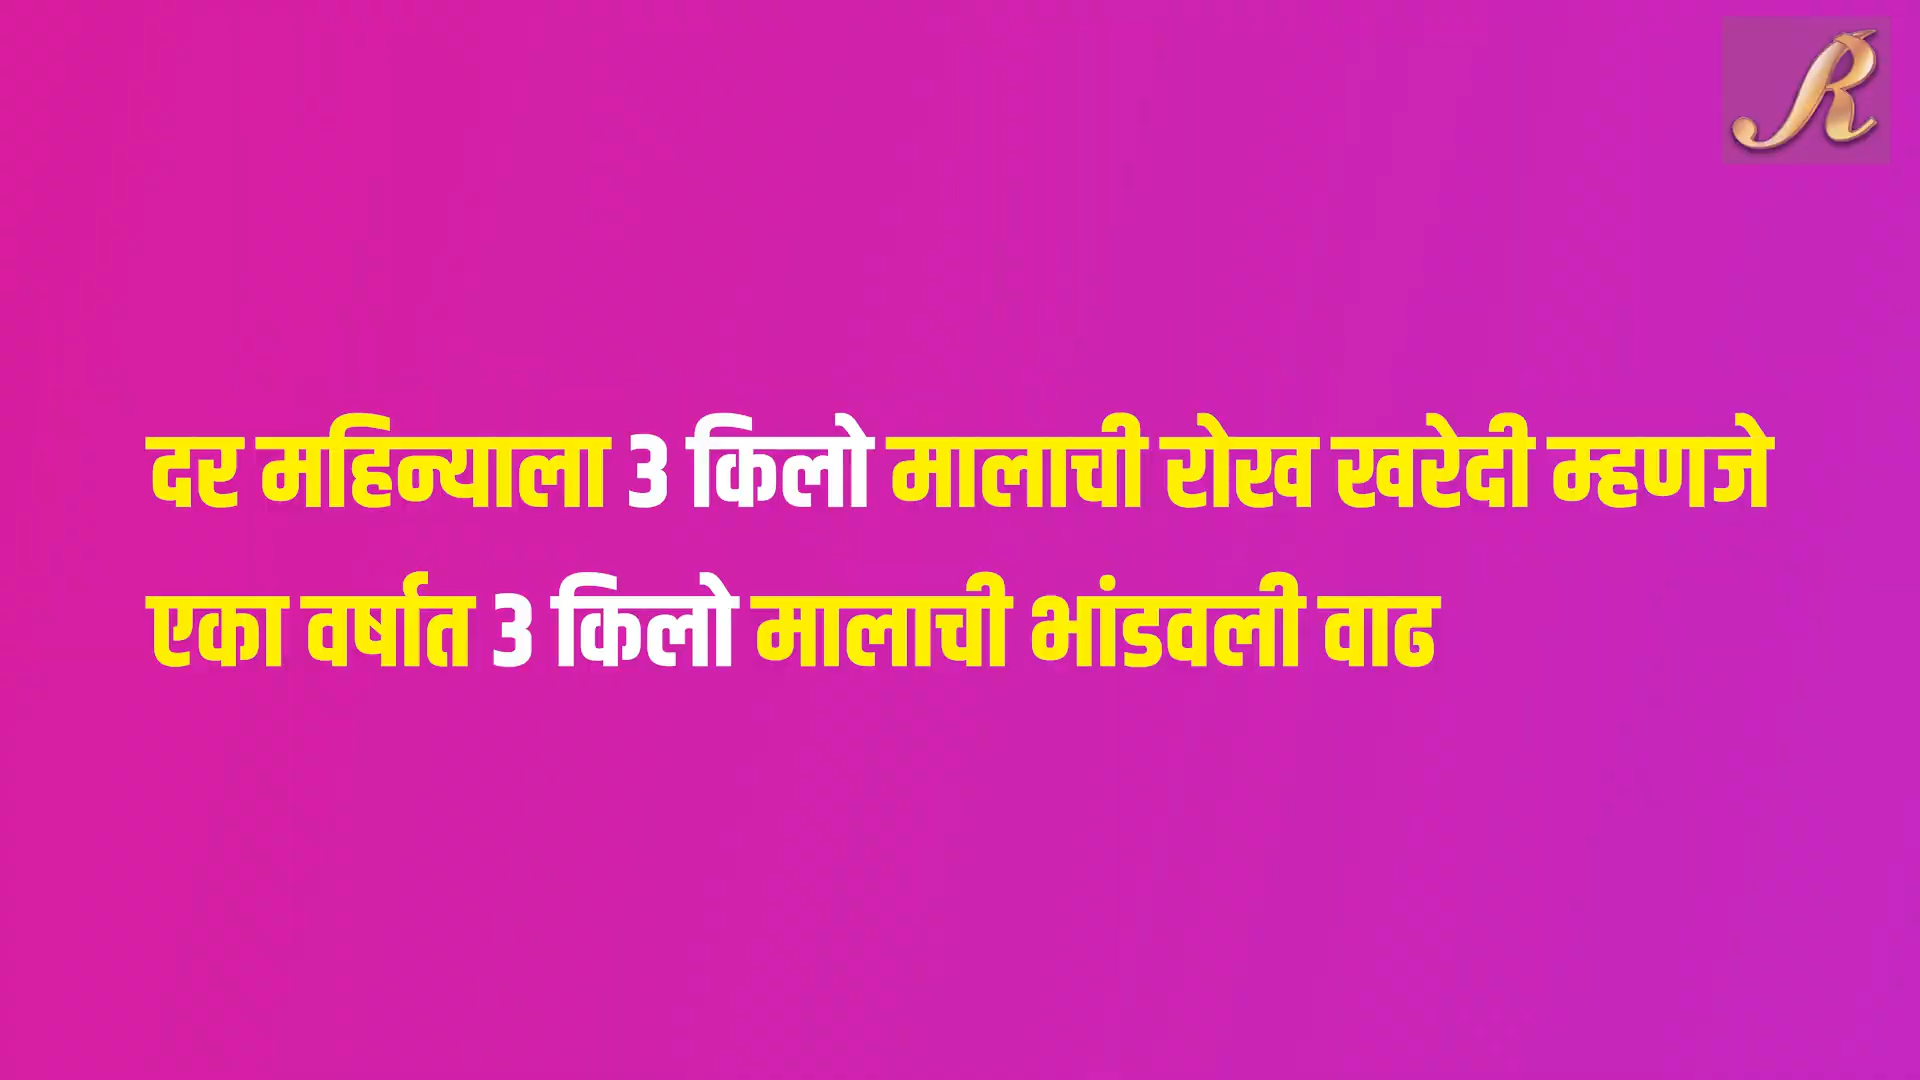 दर महिन्याला 3 किलो मालाची रोख खरेदी म्हणजे
एका वर्षात 3 किलो मालाची भांडवली वाढ
R